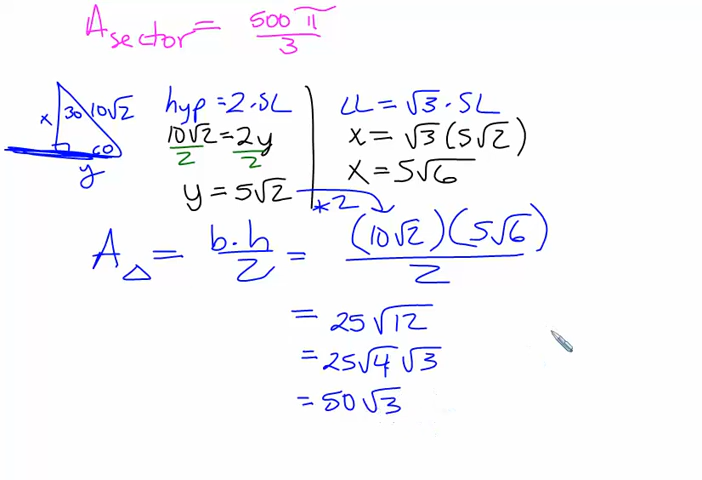 A sector = 500π/3
x 30 10√2 60 y
hyp = 2·SL
10√2/2 = 2y/2
y = 5√2
*2
LL = √3·SL
x = √3(5√2)
x = 5√6
A△ = b·h/2 = (10√2)(5√6)/2
= 25√12
= 25√4 √3
= 50√3